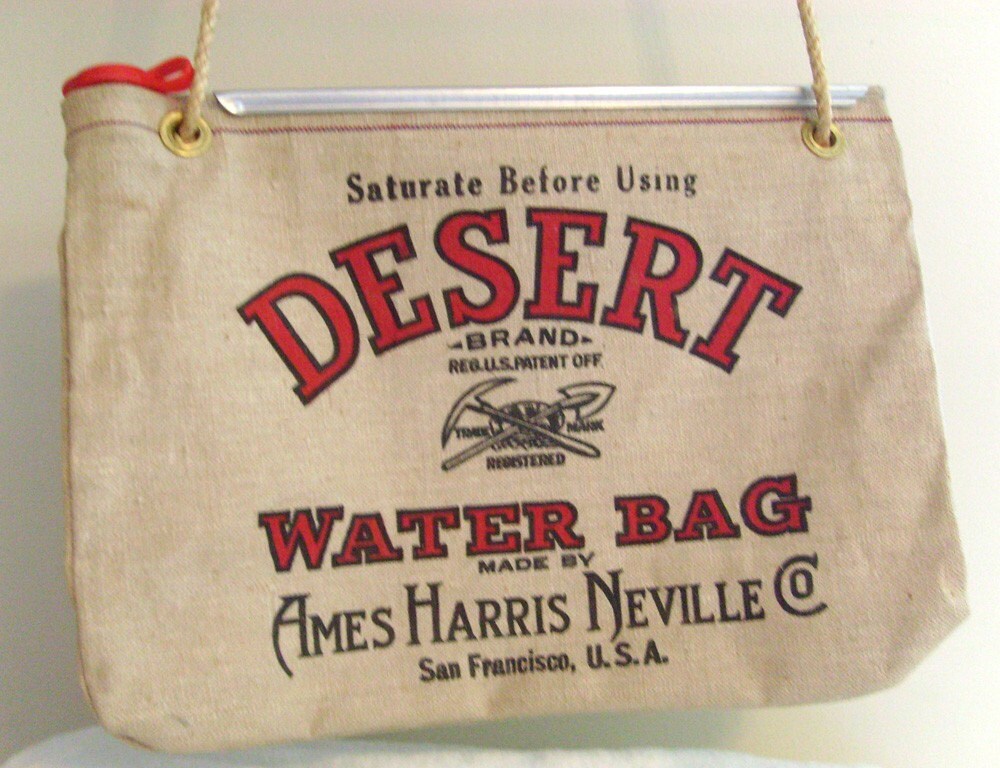 Saturate Before Using
DESERT
BRAND
REG.U.S.PATENT OFF.
TRADE MARK
REGISTERED
WATER BAG
MADE BY
AMES HARRIS NEVILLE CO
San Francisco, U.S.A.